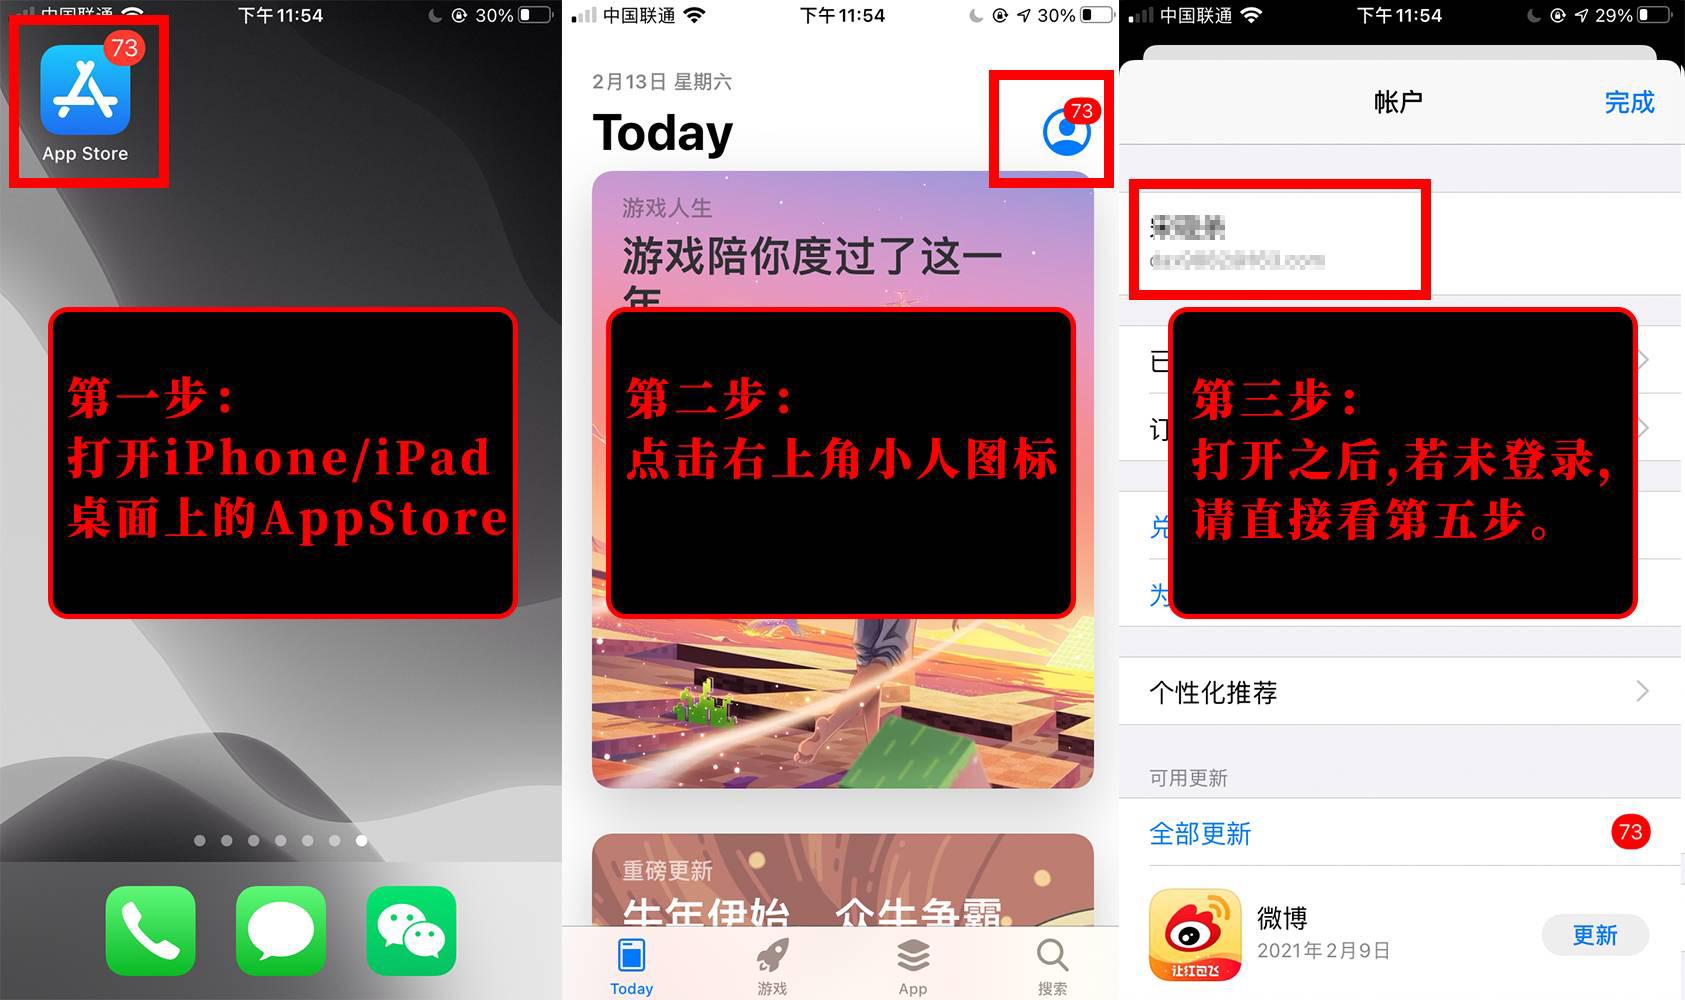 中国联通
下午11:54
30%
73
App Store
第一步：
打开iPhone/iPad
桌面上的AppStore
中国联通
下午11:54
30%
2月13日 星期六
Today
73
游戏人生
游戏陪你度过了这一
年
第二步：
点击右上角小人图标
重磅更新
牛年伊始 众生争霸
Today
游戏
App
搜索
中国联通
下午11:54
29%
帐户
完成
已
订
第三步：
打开之后,若未登录,
请直接看第五步。
兑
为
个性化推荐
可用更新
全部更新
73
微博
2021年2月9日
更新
让红包飞